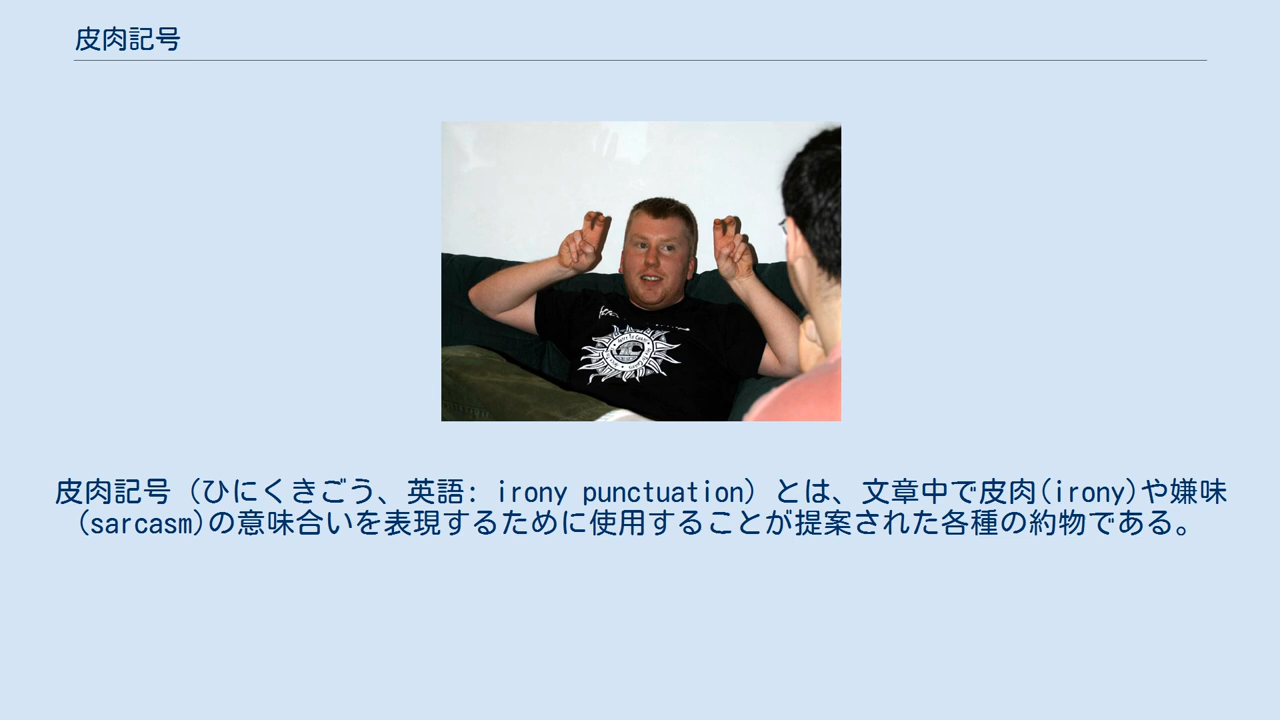 皮肉記号
皮肉記号（ひにくきごう、英語: irony punctuation）とは、文章中で皮肉(irony)や嫌味
(sarcasm)の意味合いを表現するために使用することが提案された各種の約物である。